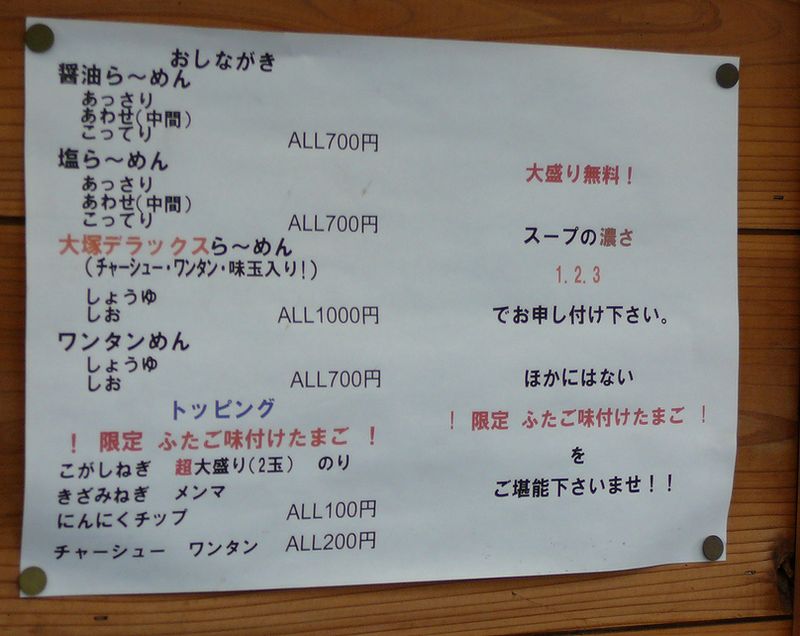 おしながき
醤油ら～めん
あっさり
あわせ(中間)
こってり
ALL700円
塩ら～めん
あっさり
あわせ(中間)
こってり
ALL700円
大塚デラックスら～めん
(チャーシュー・ワンタン・味玉入り!)
しょうゆ
しお
ALL1000円
ワンタンめん
しょうゆ
しお
ALL700円
トッピング
! 限定 ふたご味付けたまご !
こがしねぎ 超大盛り(2玉) のり
きざみねぎ メンマ
にんにくチップ ALL100円
チャーシュー ワンタン ALL200円
大盛り無料!
スープの濃さ
1.2.3
でお申し付け下さい。
ほかにはない
! 限定 ふたご味付けたまご !
を
ご堪能下さいませ!!